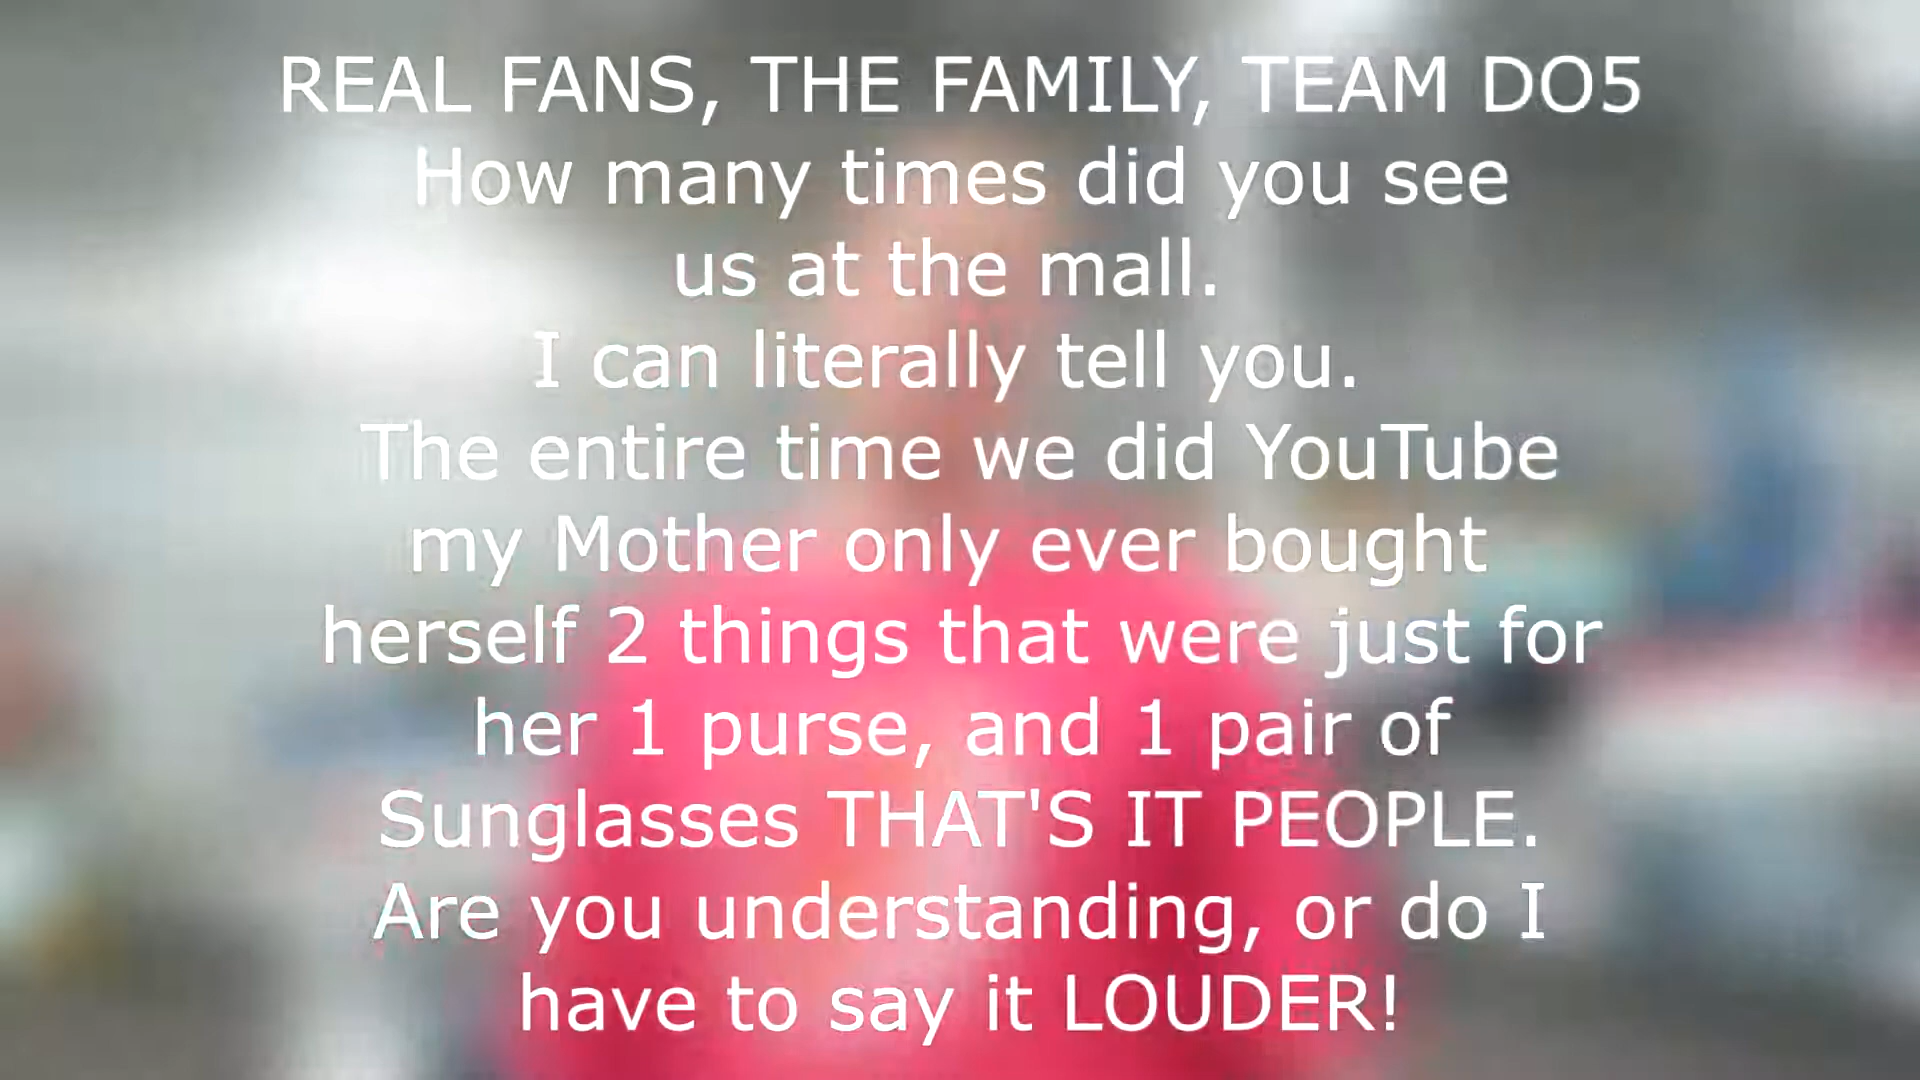 REAL FANS, THE FAMILY, TEAM DO5
How many times did you see
us at the mall.
I can literally tell you.
The entire time we did YouTube
my Mother only ever bought
herself 2 things that were just for
her 1 purse, and 1 pair of
Sunglasses THAT'S IT PEOPLE.
Are you understanding, or do I
have to say it LOUDER!